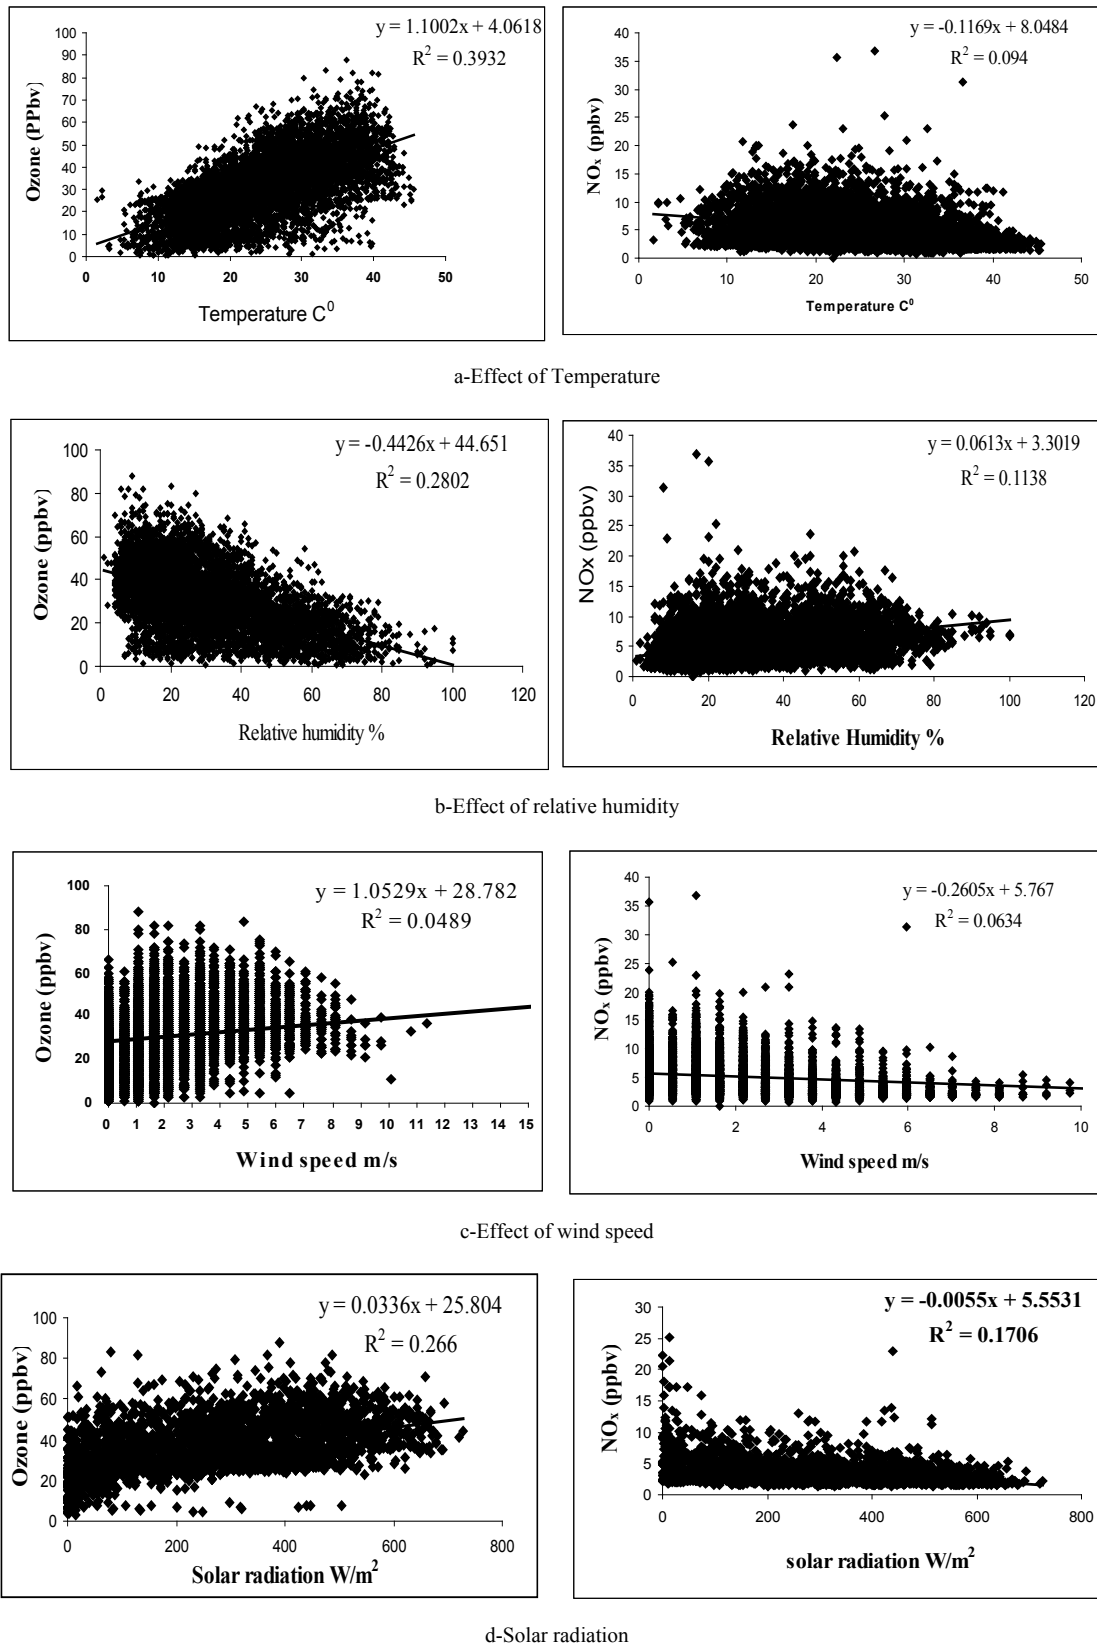 y = 1.1002x + 4.0618
R² = 0.3932
Ozone (PPbv)
100
90
80
70
60
50
40
30
20
10
0
0 10 20 30 40 50
Temperature C⁰
y = -0.1169x + 8.0484
R² = 0.094
NOₓ (ppbv)
40
35
30
25
20
15
10
5
0
0 10 20 30 40 50
Temperature C⁰
a-Effect of Temperature
y = -0.4426x + 44.651
R² = 0.2802
Ozone (ppbv)
100
80
60
40
20
0
0 20 40 60 80 100 120
Relative humidity %
y = 0.0613x + 3.3019
R² = 0.1138
NOx (ppbv)
40
35
30
25
20
15
10
5
0
0 20 40 60 80 100 120
Relative Humidity %
b-Effect of relative humidity
y = 1.0529x + 28.782
R² = 0.0489
Ozone (ppbv)
100
80
60
40
20
0
0 1 2 3 4 5 6 7 8 9 10 11 12 13 14 15
Wind speed m/s
y = -0.2605x + 5.767
R² = 0.0634
NOₓ (ppbv)
40
35
30
25
20
15
10
5
0
0 2 4 6 8 10
Wind speed m/s
c-Effect of wind speed
y = 0.0336x + 25.804
R² = 0.266
Ozone (ppbv)
100
80
60
40
20
0
0 200 400 600 800
Solar radiation W/m²
y = -0.0055x + 5.5531
R² = 0.1706
NOₓ (ppbv)
30
25
20
15
10
5
0
0 200 400 600 800
solar radiation W/m²
d-Solar radiation